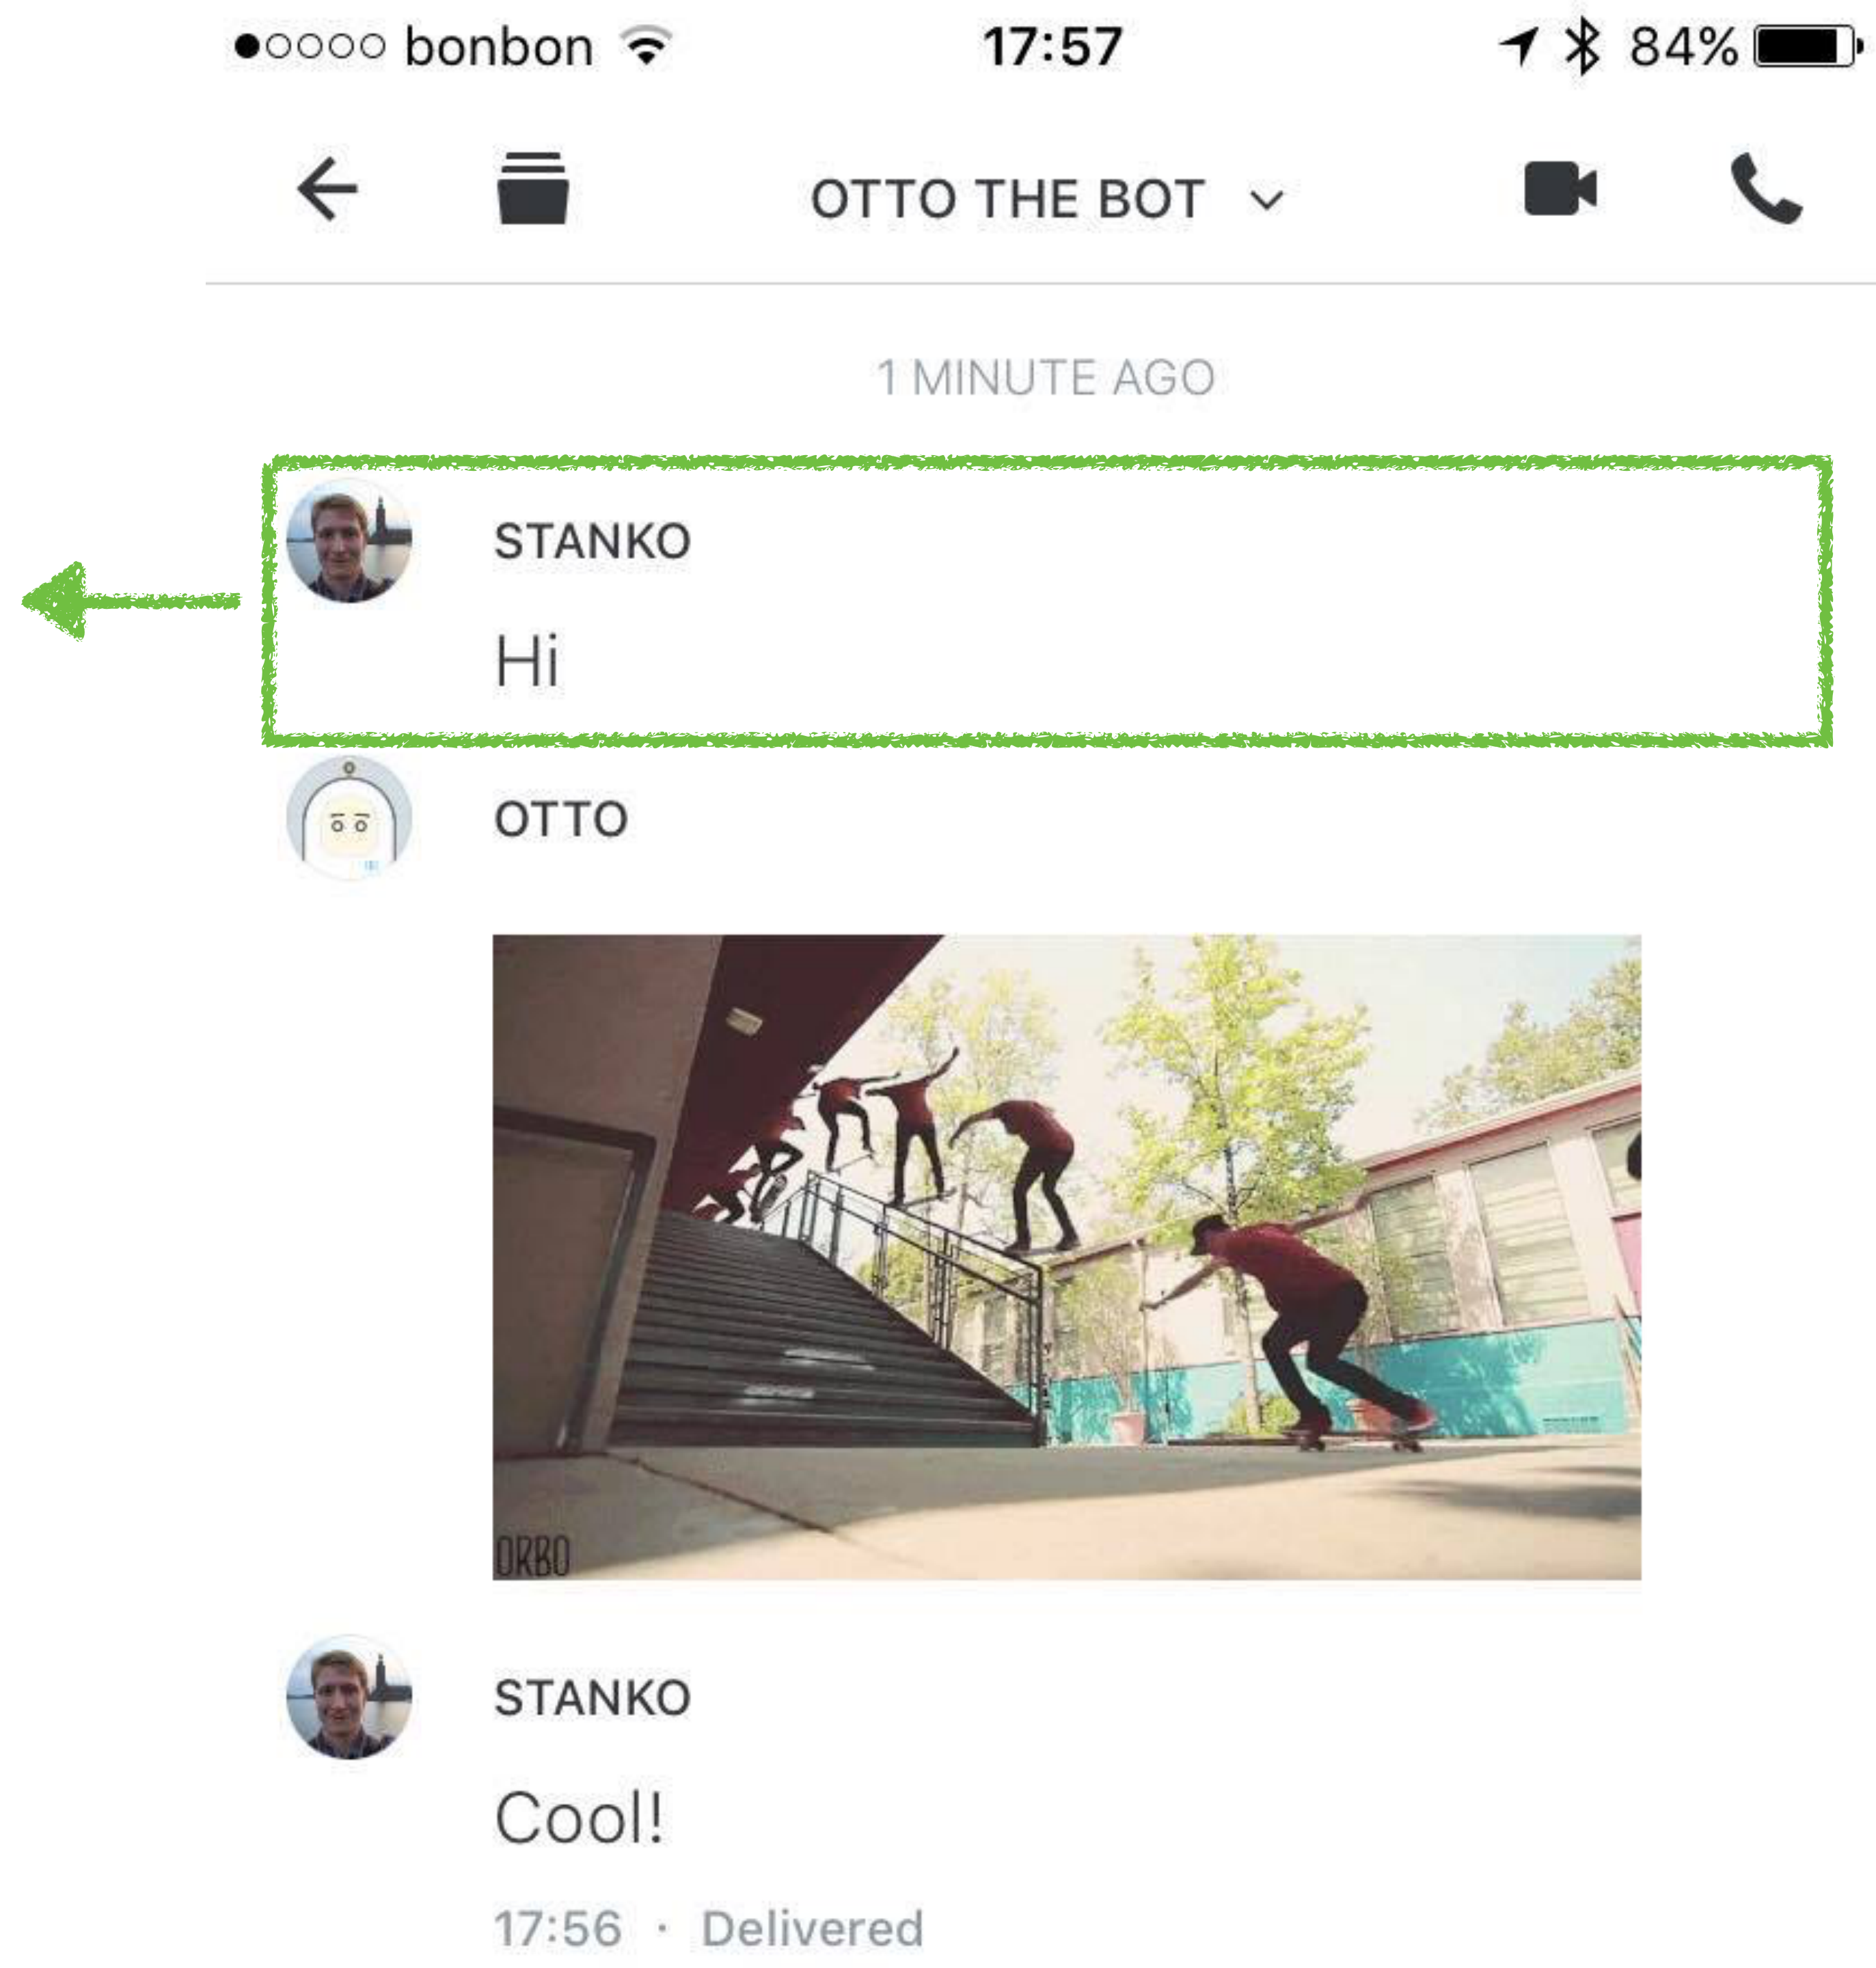 bonbon 17:57 84%
OTTO THE BOT
1 MINUTE AGO
STANKO
Hi
OTTO
ORBO
STANKO
Cool!
17:56 · Delivered